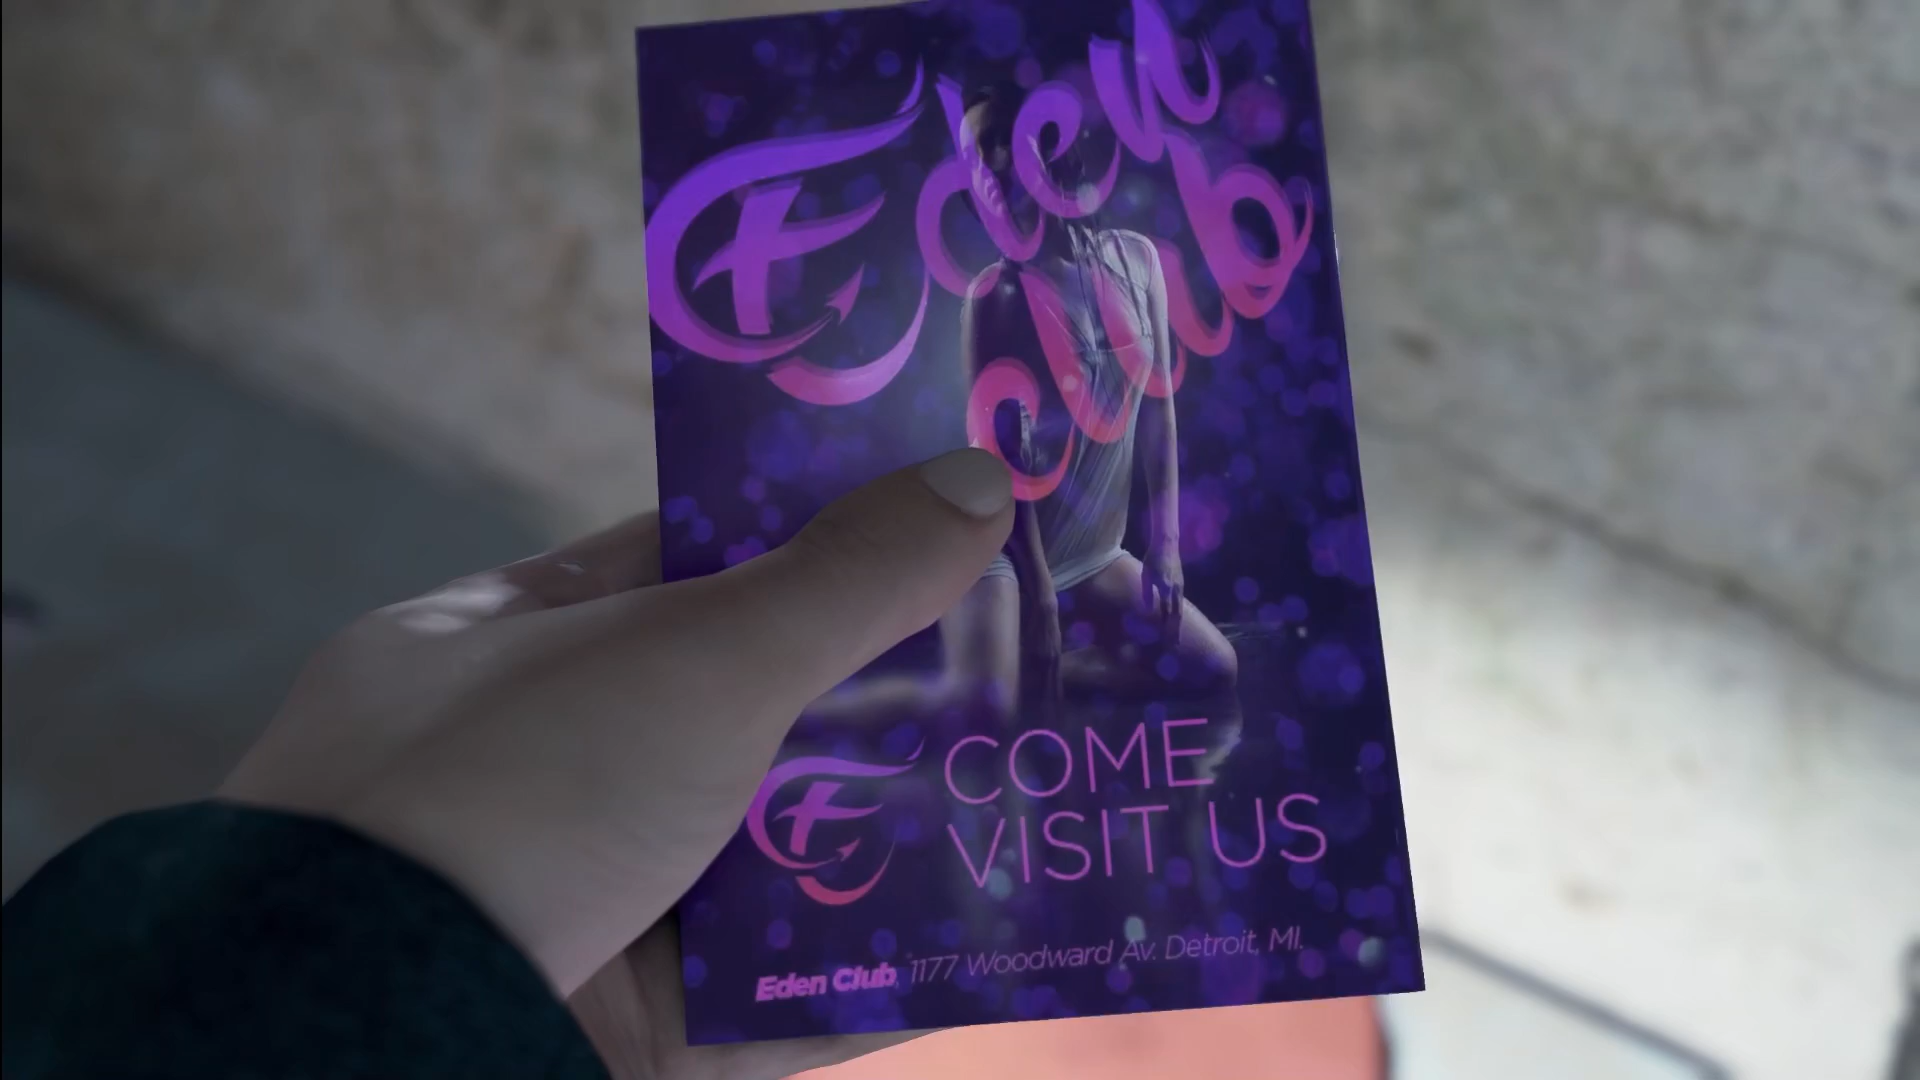 Eden
Club
COME
VISIT US
Eden Club, 1177 Woodward Av. Detroit, MI.